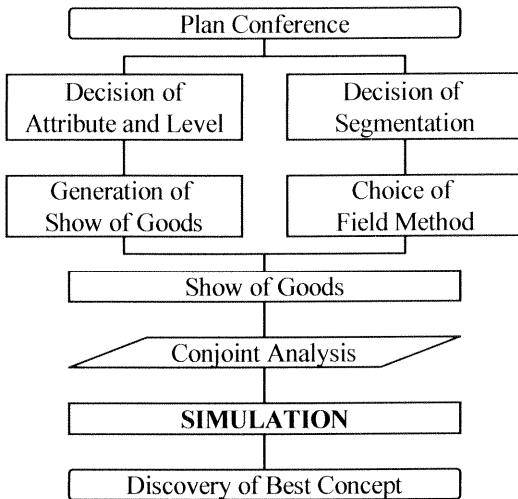 Plan Conference
Decision of
Attribute and Level
Decision of
Segmentation
Generation of
Show of Goods
Choice of
Field Method
Show of Goods
Conjoint Analysis
SIMULATION
Discovery of Best Concept